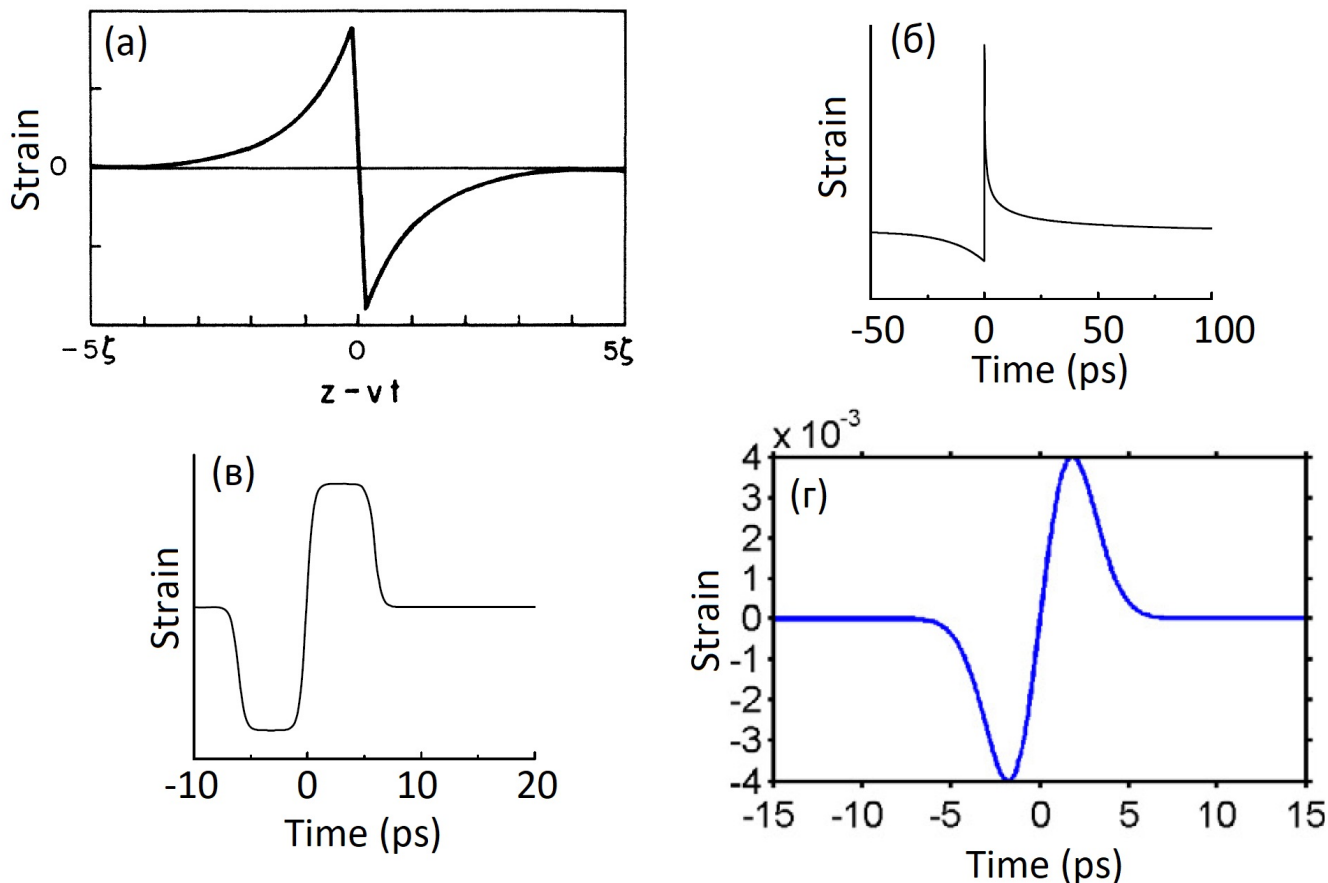 (а)
Strain
0
−5ζ 0 5ζ
z − v t
(б)
Strain
-50 0 50 100
Time (ps)
(в)
Strain
-10 0 10 20
Time (ps)
x 10⁻³
(г)
Strain
4
3
2
1
0
-1
-2
-3
-4
-15 -10 -5 0 5 10 15
Time (ps)